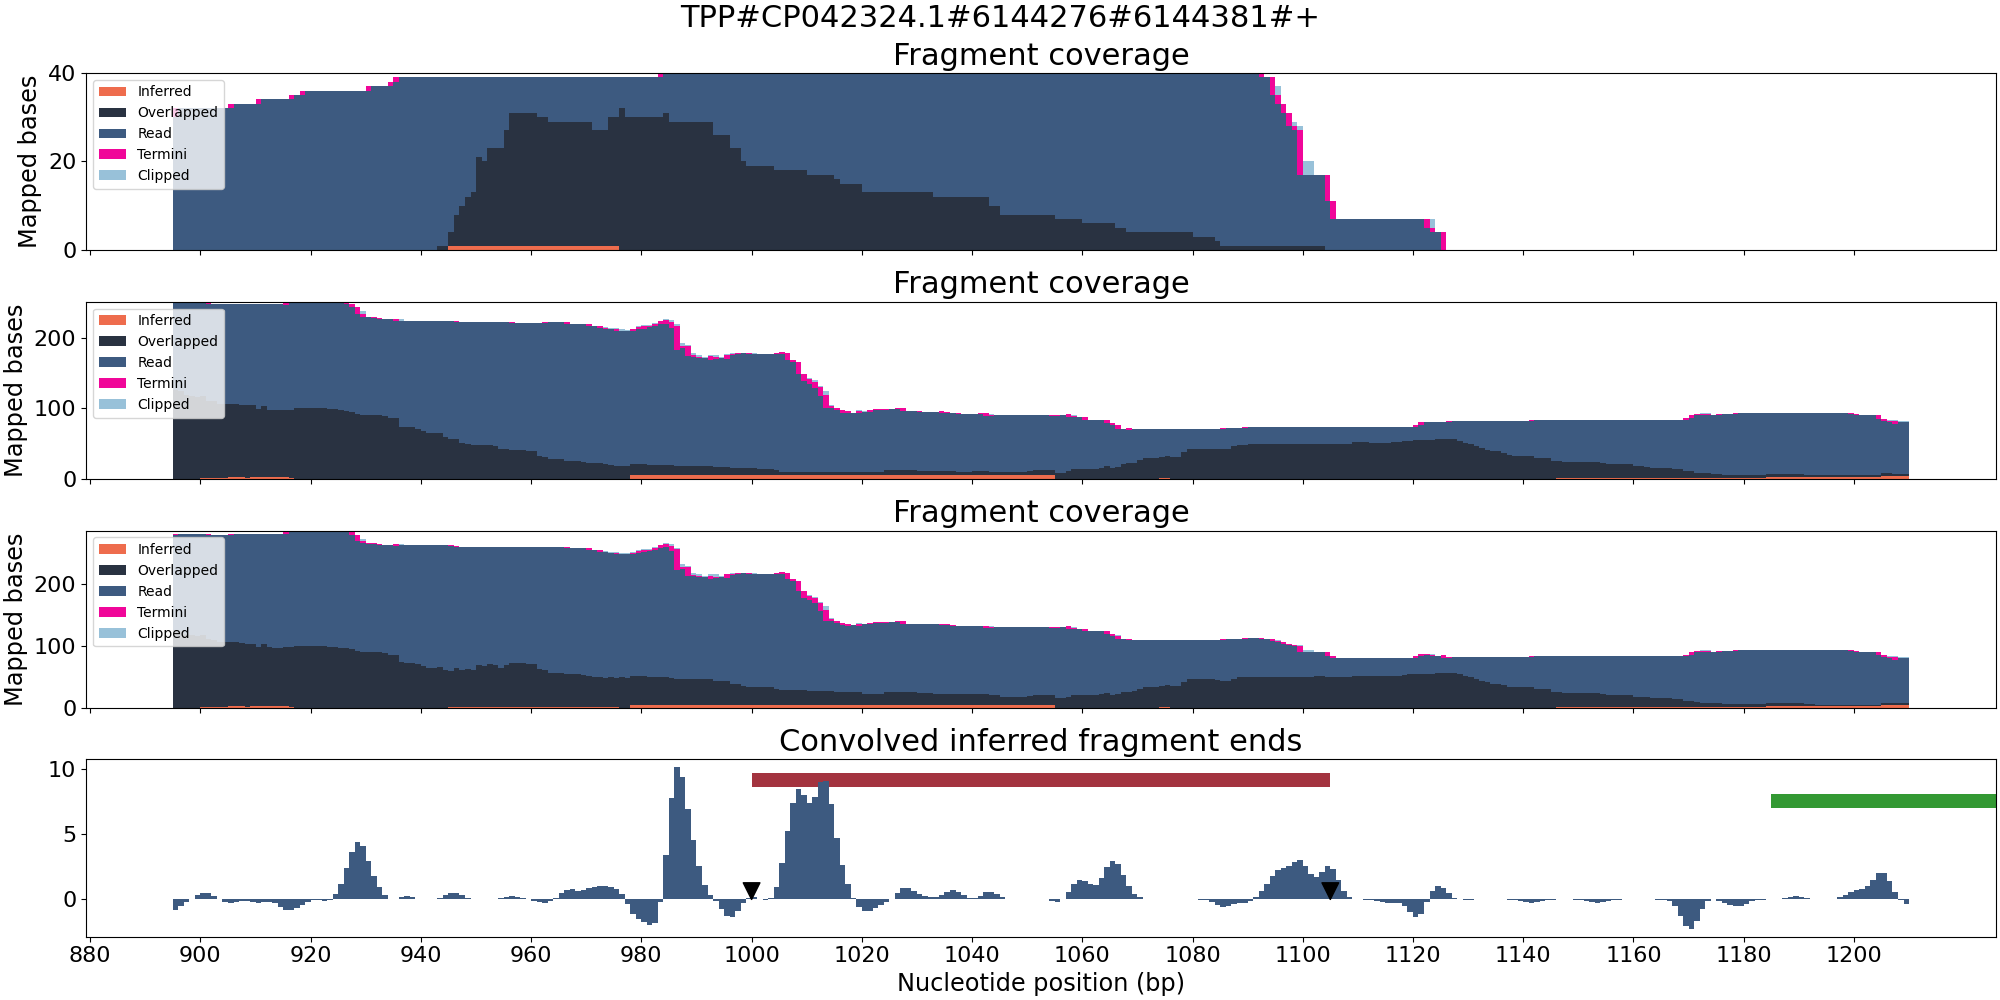 TPP#CP042324.1#6144276#6144381#+
Fragment coverage
Mapped bases
40
20
0
Inferred
Overlapped
Read
Termini
Clipped
Fragment coverage
Mapped bases
200
100
0
Inferred
Overlapped
Read
Termini
Clipped
Fragment coverage
Mapped bases
200
100
0
Inferred
Overlapped
Read
Termini
Clipped
Convolved inferred fragment ends
10
5
0
880 900 920 940 960 980 1000 1020 1040 1060 1080 1100 1120 1140 1160 1180 1200
Nucleotide position (bp)